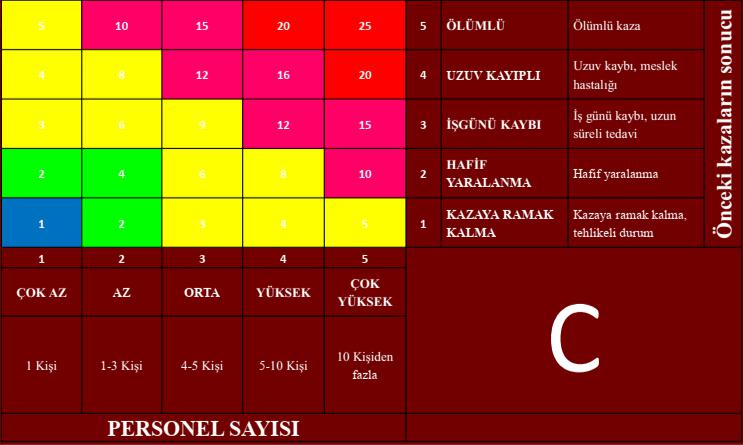 5 10 15 20 25 5 ÖLÜMLÜ Ölümlü kaza
4 8 12 16 20 4 UZUV KAYIPLI Uzuv kaybı, meslek
hastalığı
3 6 9 12 15 3 İŞGÜNÜ KAYBI İş günü kaybı, uzun
süreli tedavi
2 4 6 8 10 2 HAFİF
YARALANMA
Hafif yaralanma
1 2 3 4 5 1 KAZAYA RAMAK
KALMA
Kazaya ramak kalma,
tehlikeli durum
Önceki kazaların sonucu
1 2 3 4 5
ÇOK AZ AZ ORTA YÜKSEK ÇOK
YÜKSEK
1 Kişi 1-3 Kişi 4-5 Kişi 5-10 Kişi 10 Kişiden
fazla
C
PERSONEL SAYISI